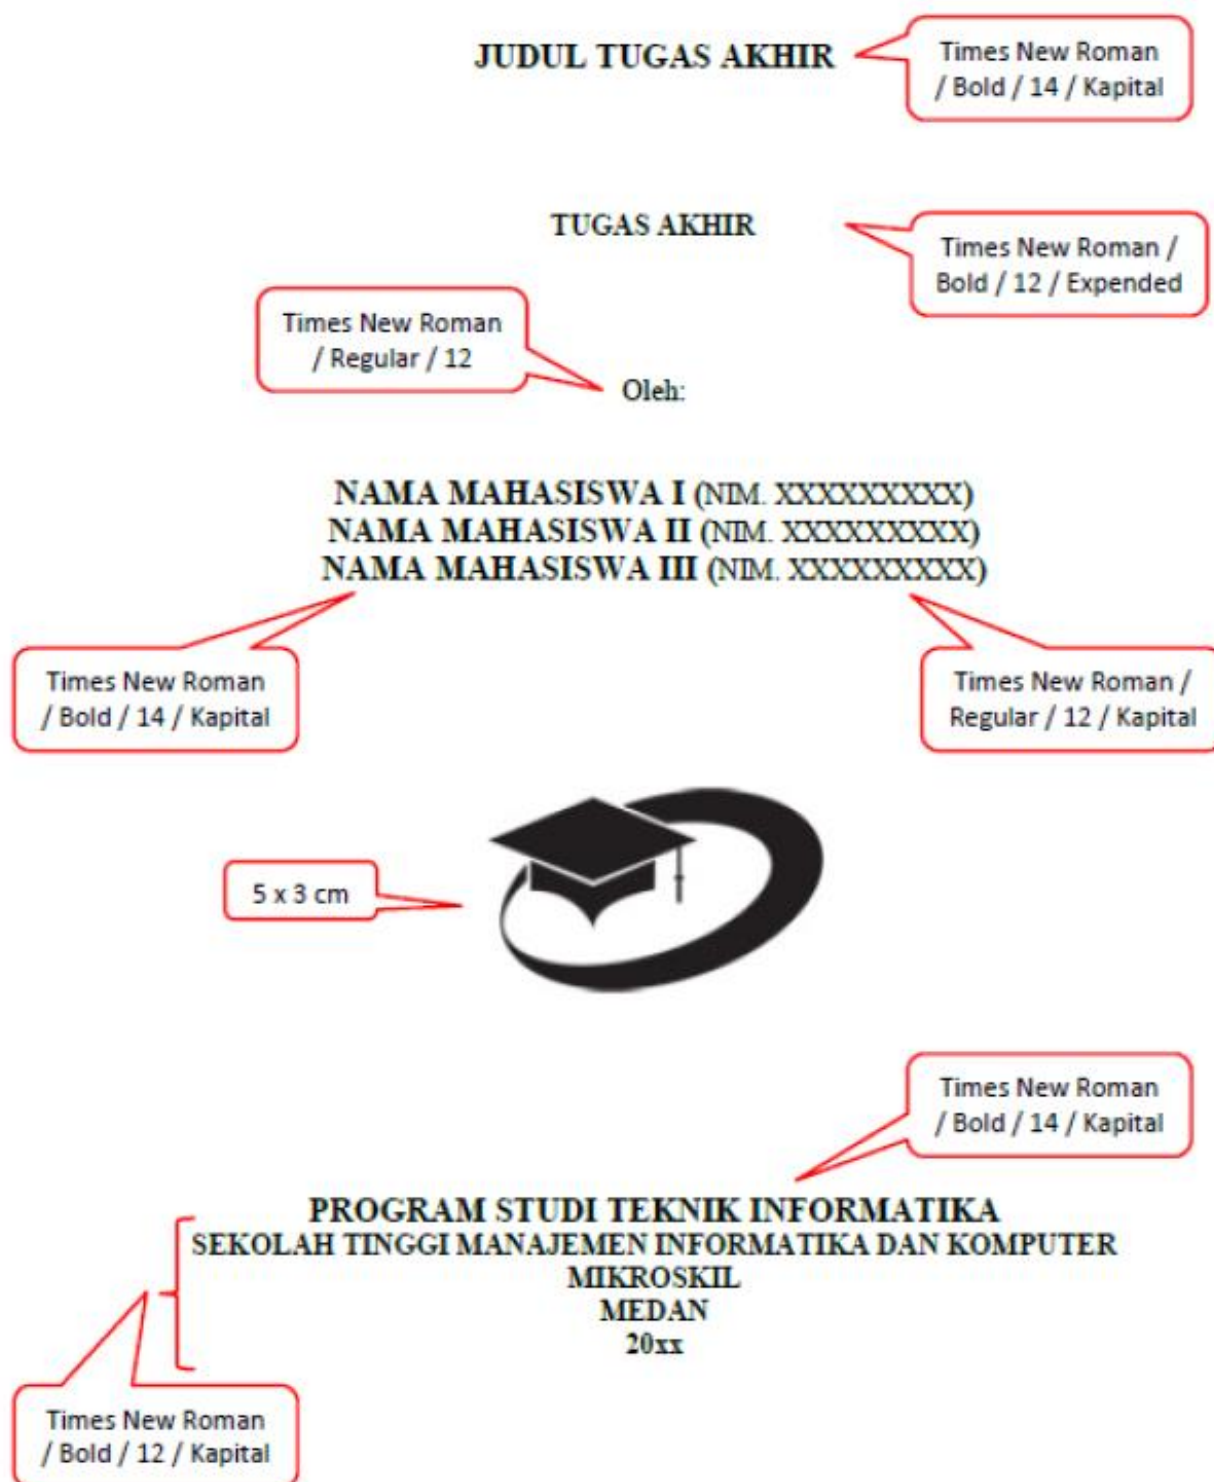 JUDUL TUGAS AKHIR
Times New Roman
/ Bold / 14 / Kapital
TUGAS AKHIR
Times New Roman /
Bold / 12 / Expended
Times New Roman
/ Regular / 12
Oleh:
NAMA MAHASISWA I (NIM. XXXXXXXXX)
NAMA MAHASISWA II (NIM. XXXXXXXXX)
NAMA MAHASISWA III (NIM. XXXXXXXXX)
Times New Roman
/ Bold / 14 / Kapital
Times New Roman /
Regular / 12 / Kapital
5 x 3 cm
Times New Roman
/ Bold / 14 / Kapital
PROGRAM STUDI TEKNIK INFORMATIKA
SEKOLAH TINGGI MANAJEMEN INFORMATIKA DAN KOMPUTER
MIKROSKIL
MEDAN
20xx
Times New Roman
/ Bold / 12 / Kapital